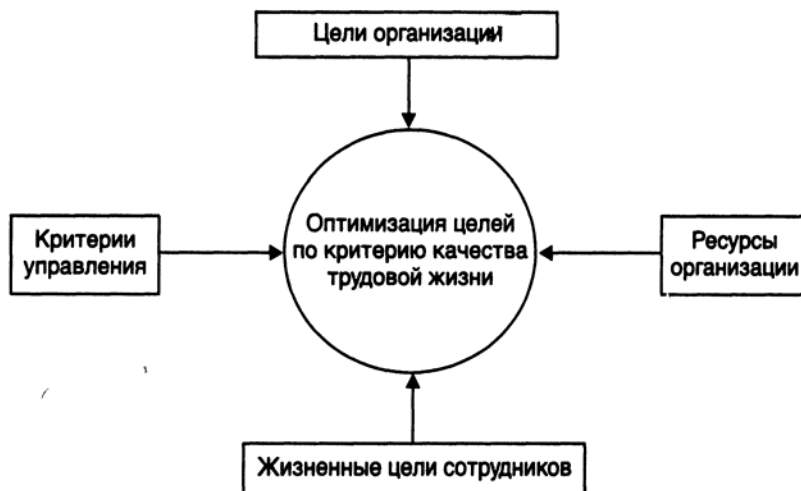 Цели организации
Критерии
управления
Оптимизация целей
по критерию качества
трудовой жизни
Ресурсы
организации
Жизненные цели сотрудников